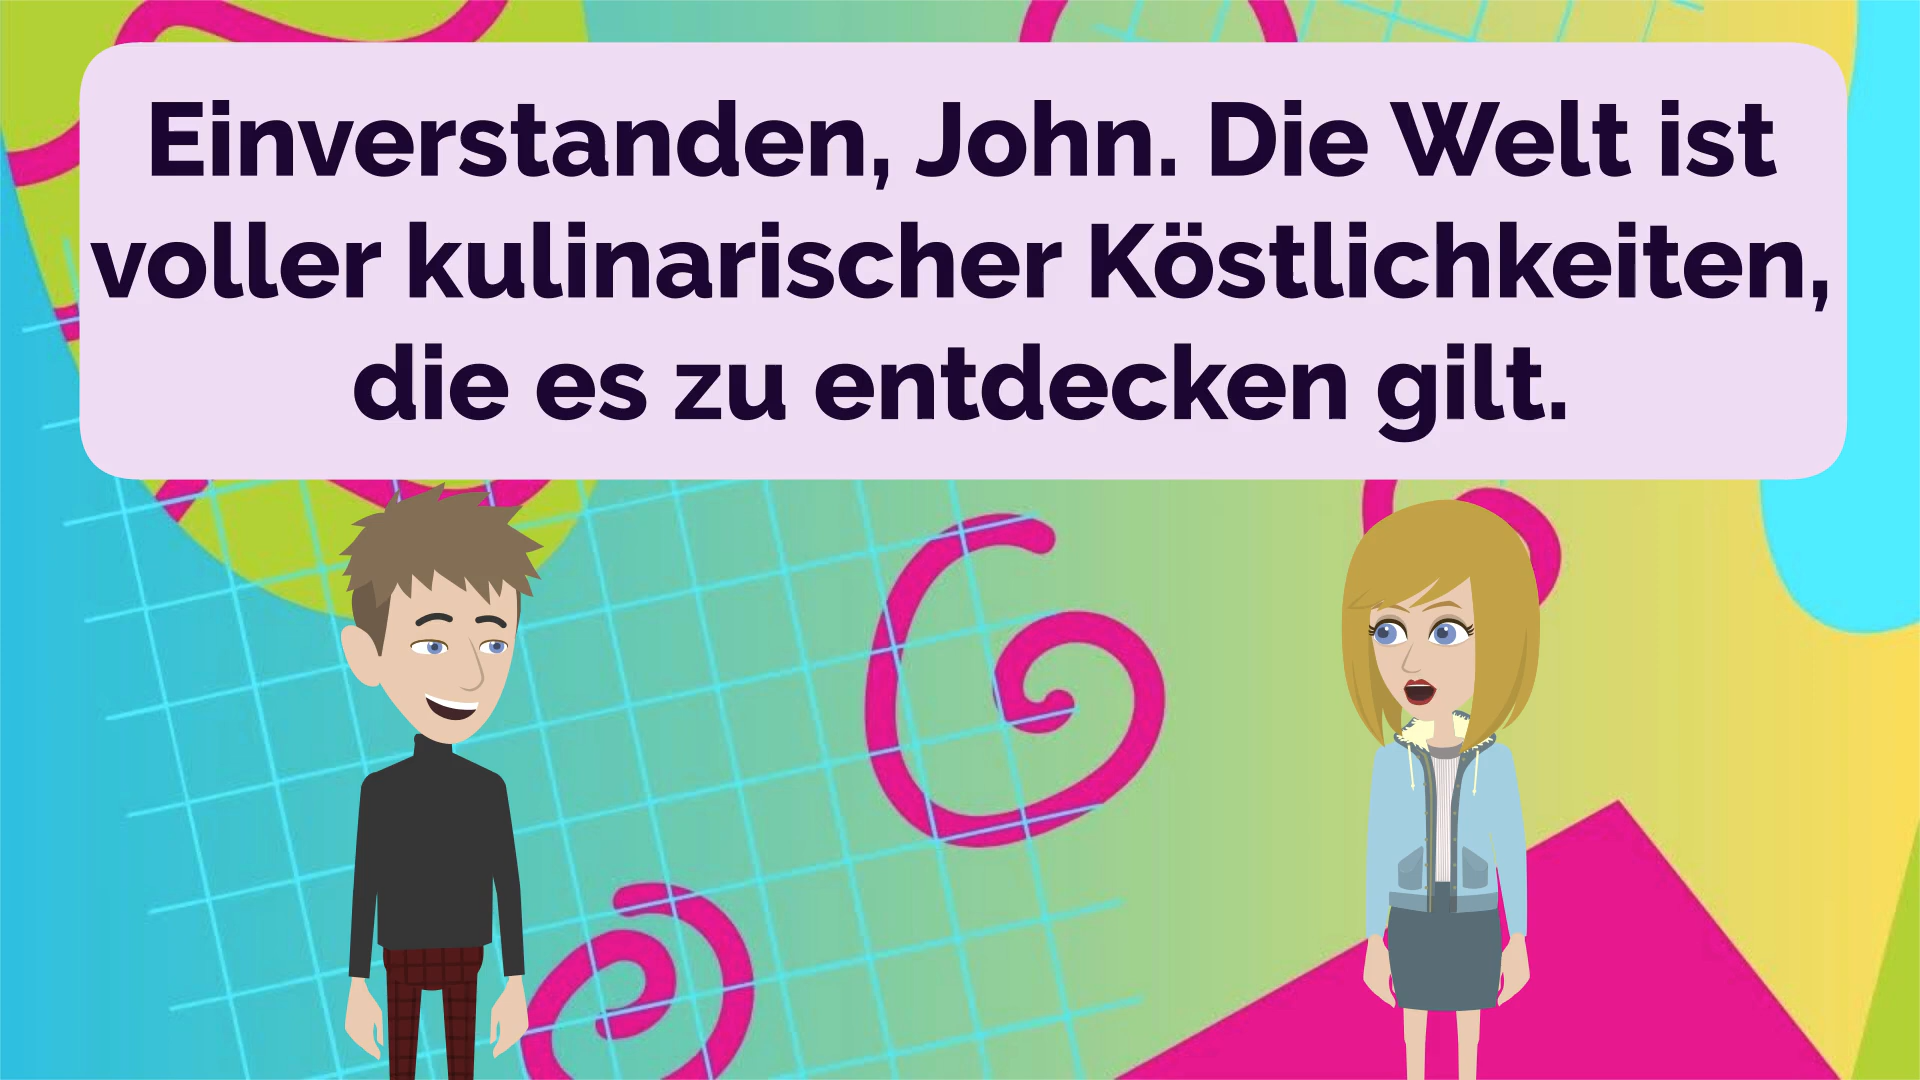 Einverstanden, John. Die Welt ist
voller kulinarischer Köstlichkeiten,
die es zu entdecken gilt.